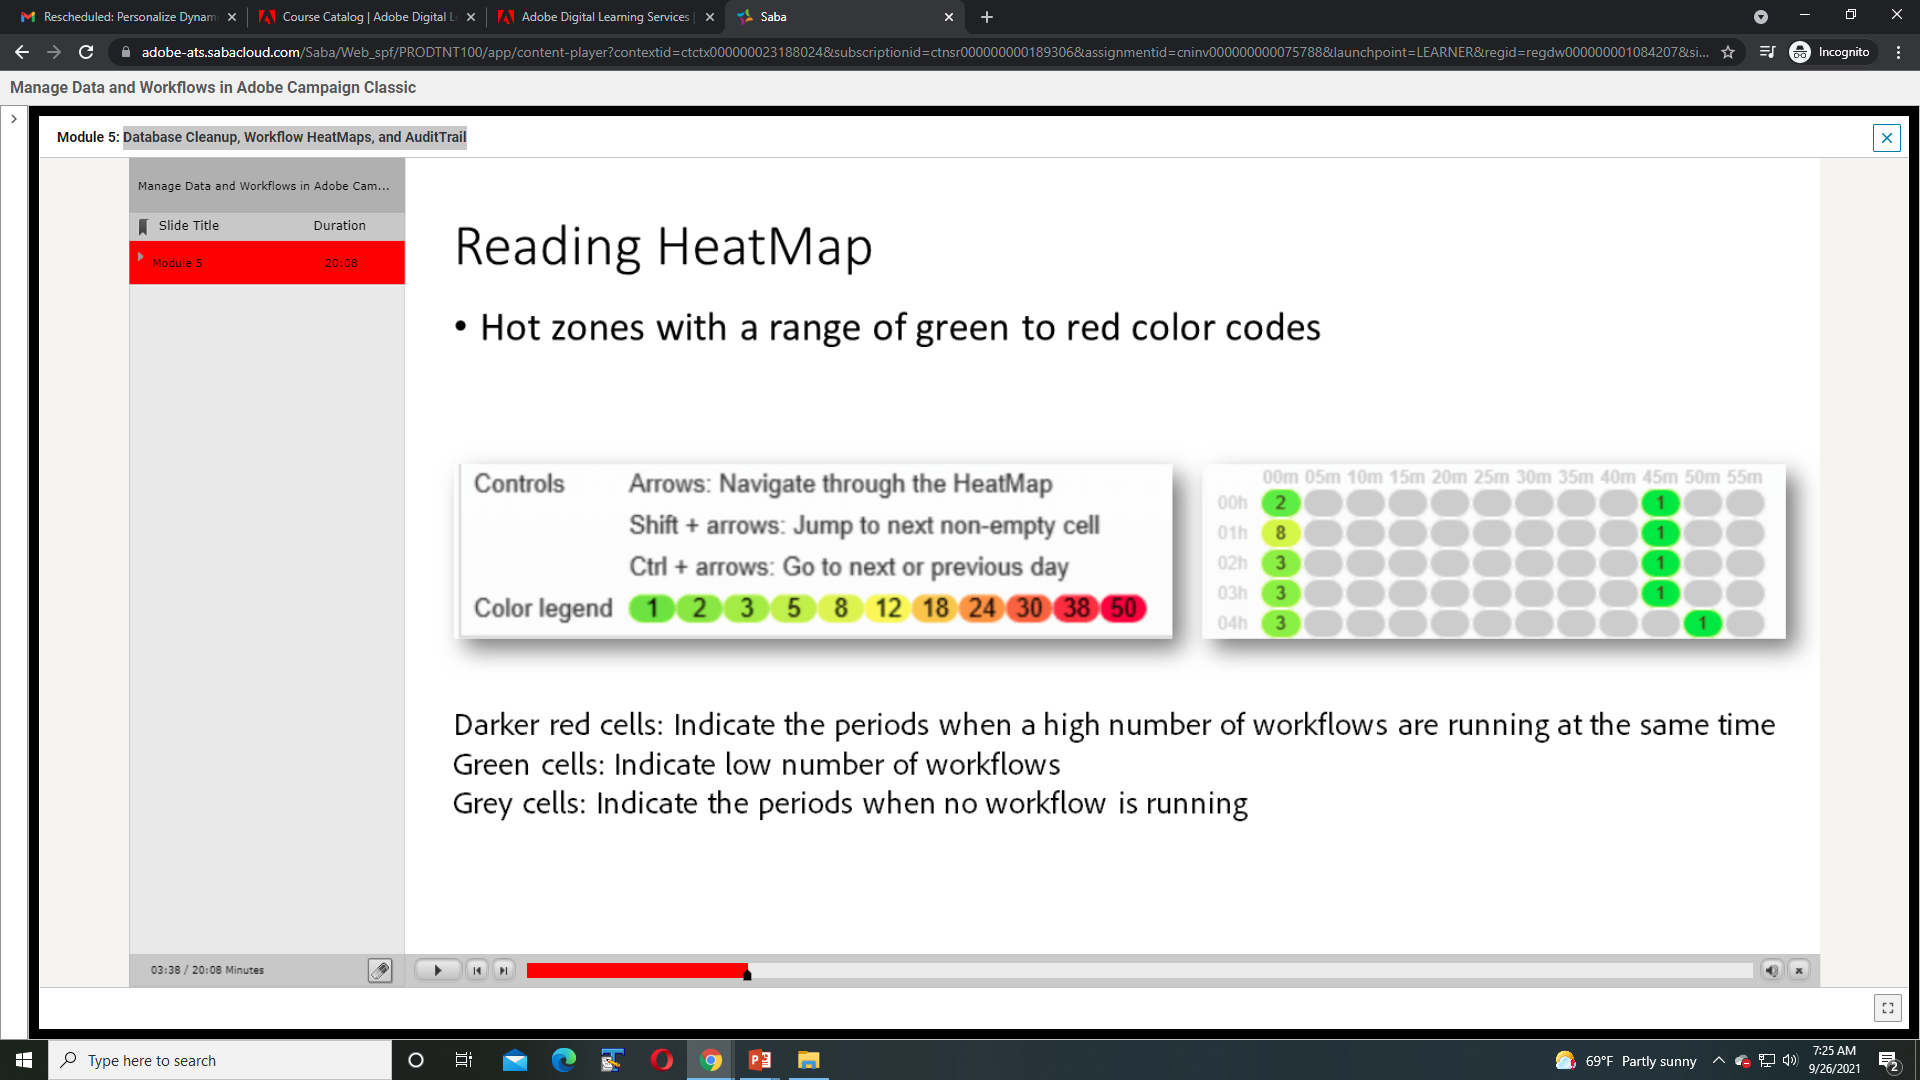 Rescheduled: Personalize Dynam
Course Catalog | Adobe Digital L
Adobe Digital Learning Services |
Saba
adobe-ats.sabacloud.com/Saba/Web_spf/PRODTNT100/app/content-player?contextid=ctctx000000023188024&subscriptionid=ctnsr0000000000189306&assignmentid=cninv000000000075788&launchpoint=LEARNER&regid=regdw000000001084207&si...
Incognito
Manage Data and Workflows in Adobe Campaign Classic
Module 5: Database Cleanup, Workflow HeatMaps, and AuditTrail
Manage Data and Workflows in Adobe Cam...
Slide Title Duration
Module 5 20:08
Reading HeatMap
• Hot zones with a range of green to red color codes
Controls Arrows: Navigate through the HeatMap
Shift + arrows: Jump to next non-empty cell
Ctrl + arrows: Go to next or previous day
Color legend 1 2 3 5 8 12 18 24 30 38 50
00m 05m 10m 15m 20m 25m 30m 35m 40m 45m 50m 55m
00h 2 1
01h 8 1
02h 3 1
03h 3 1
04h 3 1
Darker red cells: Indicate the periods when a high number of workflows are running at the same time
Green cells: Indicate low number of workflows
Grey cells: Indicate the periods when no workflow is running
03:38 / 20:08 Minutes
Type here to search
69°F Partly sunny
7:25 AM
9/26/2021
2